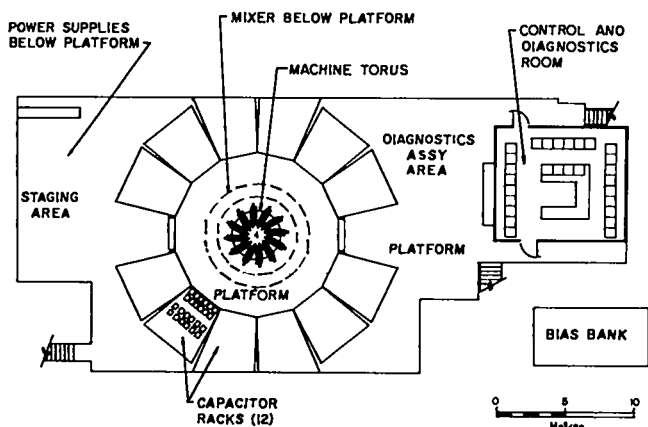 POWER SUPPLIES
BELOW PLATFORM
MIXER BELOW PLATFORM
MACHINE TORUS
CONTROL AND
DIAGNOSTICS
ROOM
DIAGNOSTICS
ASSY
AREA
STAGING
AREA
PLATFORM
PLATFORM
BIAS BANK
CAPACITOR
RACKS (12)
0 5 10